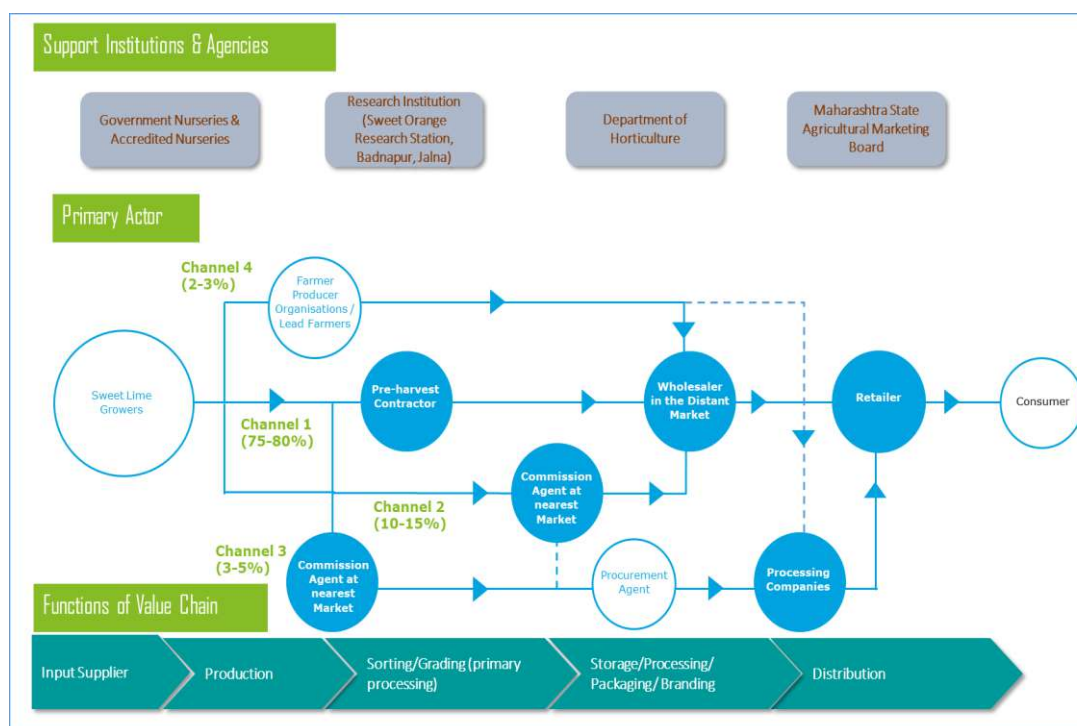 Support Institutions & Agencies
Government Nurseries &
Accredited Nurseries
Research Institution
(Sweet Orange
Research Station,
Badnapur, Jalna)
Department of
Horticulture
Maharashtra State
Agricultural Marketing
Board
Primary Actor
Channel 4
(2-3%)
Farmer
Producer
Organisations /
Lead Farmers
Sweet Lime
Growers
Channel 1
(75-80%)
Pre-harvest
Contractor
Wholesaler
in the Distant
Market
Retailer
Consumer
Channel 2
(10-15%)
Commission
Agent at
nearest
Market
Channel 3
(3-5%)
Commission
Agent at
nearest
Market
Procurement
Agent
Processing
Companies
Functions of Value Chain
Input Supplier
Production
Sorting/Grading (primary
processing)
Storage/Processing/
Packaging/ Branding
Distribution